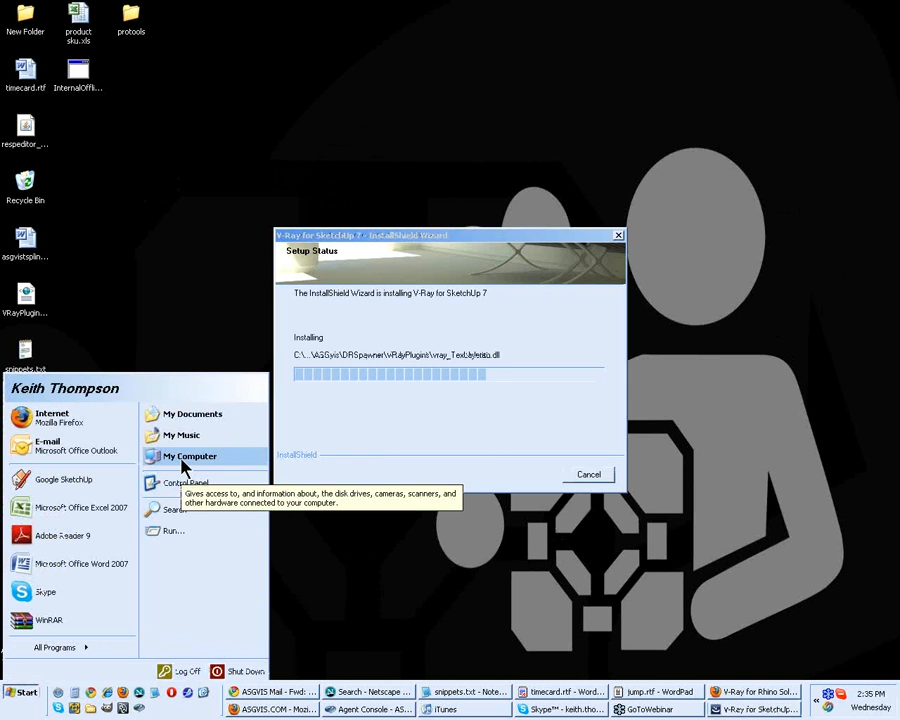 New Folder
product
sku.xls
protools
timecard.rtf
InternalOffli...
respeditor_...
Recycle Bin
asgvistsplin...
VRayPlugin...
snippets.txt
V-Ray for SketchUp 7 - InstallShield Wizard
Setup Status
The InstallShield Wizard is installing V-Ray for SketchUp 7
Installing
InstallShield
Cancel
Keith Thompson
Internet
Mozilla Firefox
E-mail
Microsoft Office Outlook
Google SketchUp
Microsoft Office Excel 2007
Adobe Reader 9
Microsoft Office Word 2007
Skype
WinRAR
All Programs
My Documents
My Music
My Computer
Control Panel
Gives access to, and information about, the disk drives, cameras, scanners, and
other hardware connected to your computer.
Search
Run...
Log Off
Shut Down
Start
ASGVIS Mail - Fwd: ...
Search - Netscape ...
snippets.txt - Note...
timecard.rtf - Word...
jump.rtf - WordPad
V-Ray for Rhino Sol...
2:35 PM
ASGVIS.COM - Mozi...
Agent Console - AS...
iTunes
Skype™ - keith.tho...
GoToWebinar
V-Ray for SketchUp...
Wednesday